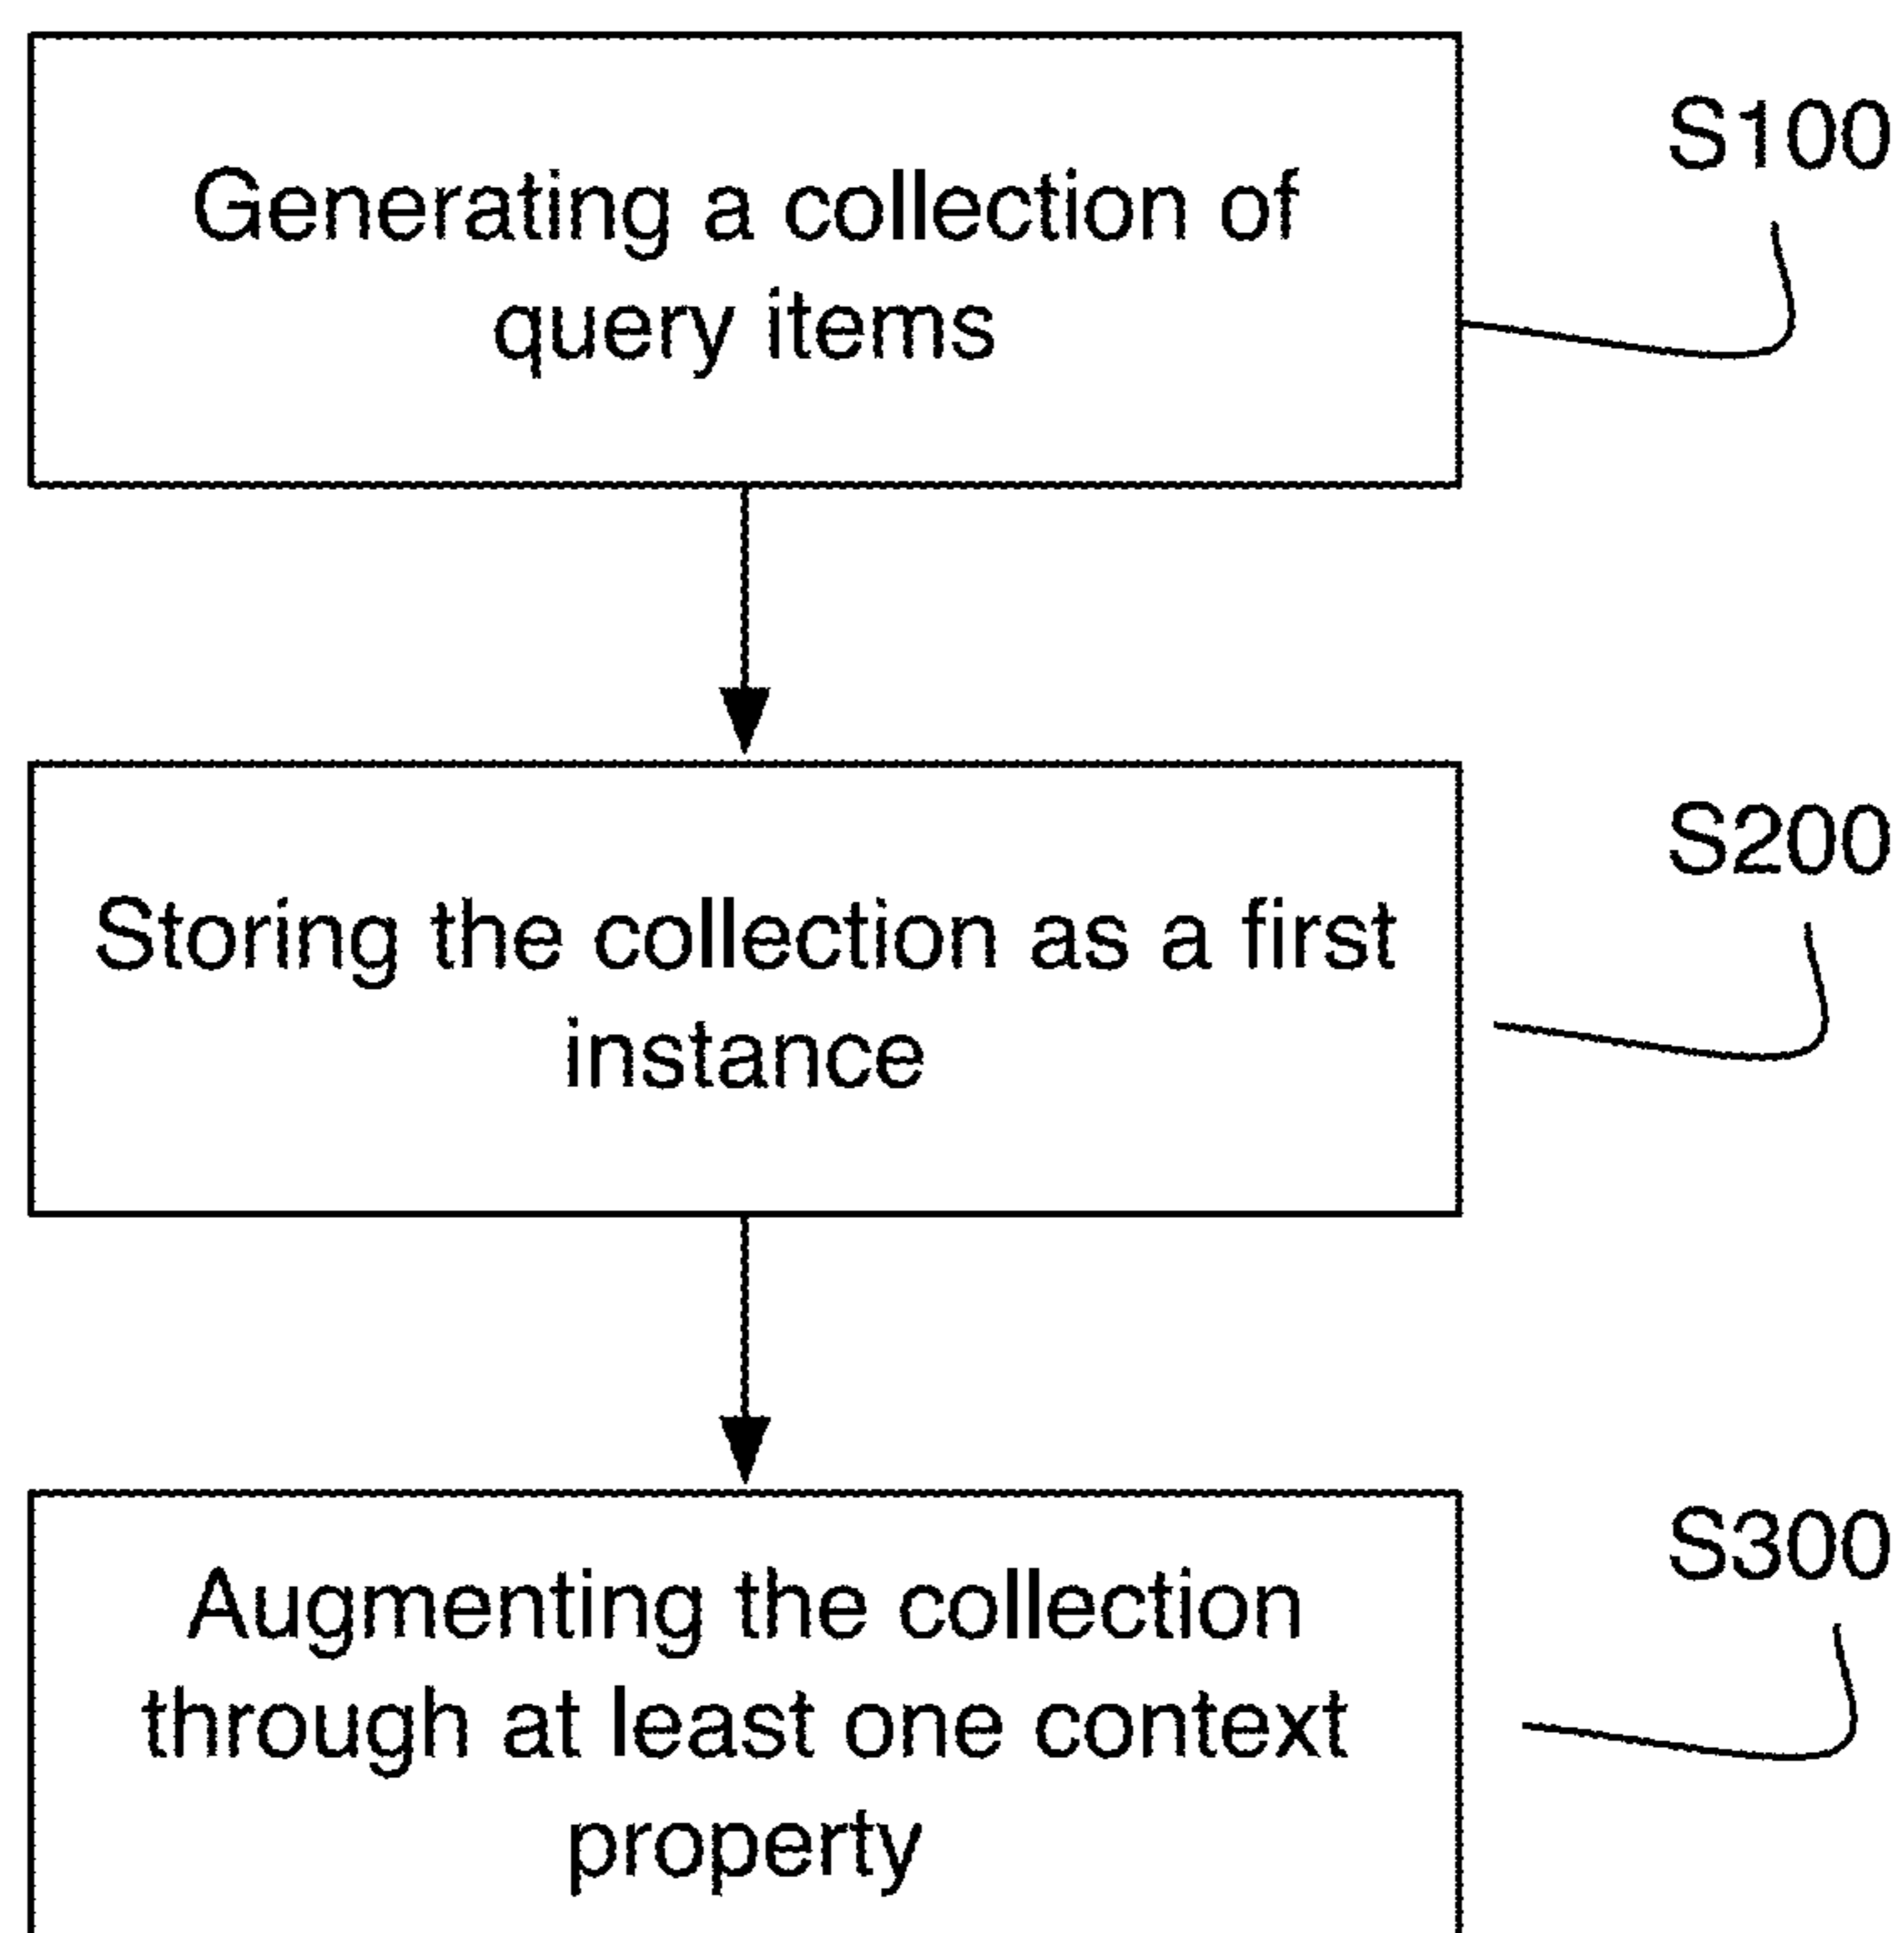 Generating a collection of
query items
S100
Storing the collection as a first
instance
S200
Augmenting the collection
through at least one context
property
S300